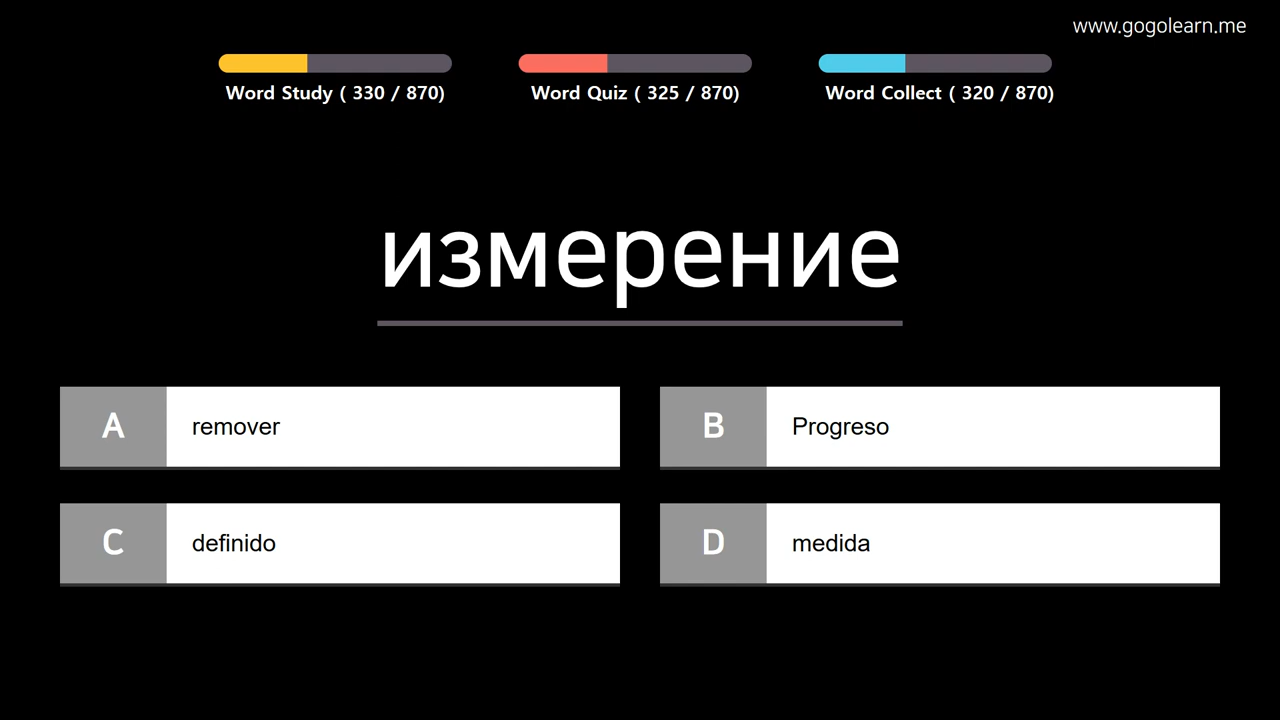 www.gogolearn.me
Word Study ( 330 / 870)
Word Quiz ( 325 / 870)
Word Collect ( 320 / 870)
измерение
A remover
B Progreso
C definido
D medida